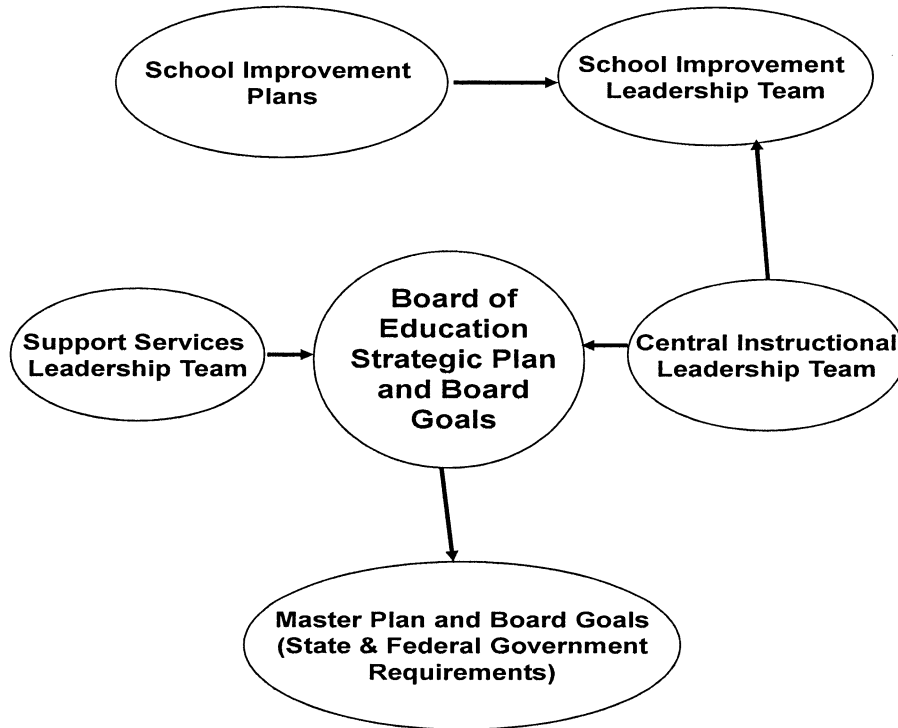 School Improvement
Plans
School Improvement
Leadership Team
Support Services
Leadership Team
Board of
Education
Strategic Plan
and Board
Goals
Central Instructional
Leadership Team
Master Plan and Board Goals
(State & Federal Government
Requirements)